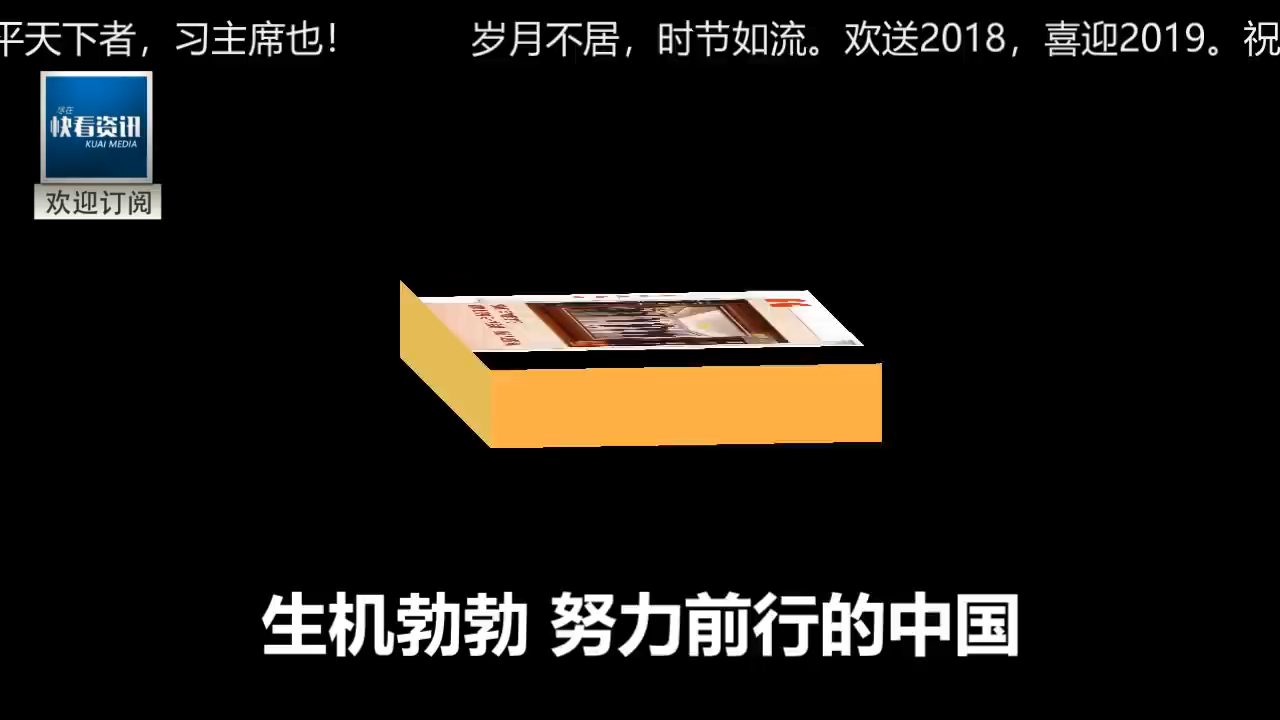 平天下者，习主席也！ 岁月不居，时节如流。欢送2018，喜迎2019。祝
尽在
快看资讯
KUAI MEDIA
欢迎订阅
生机勃勃 努力前行的中国